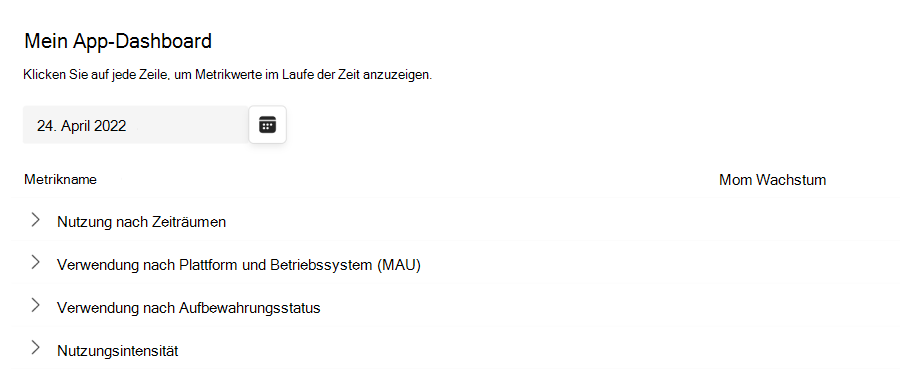 Mein App-Dashboard
Klicken Sie auf jede Zeile, um Metrikwerte im Laufe der Zeit anzuzeigen.
24. April 2022
Metrikname Mom Wachstum
Nutzung nach Zeiträumen
Verwendung nach Plattform und Betriebssystem (MAU)
Verwendung nach Aufbewahrungsstatus
Nutzungsintensität